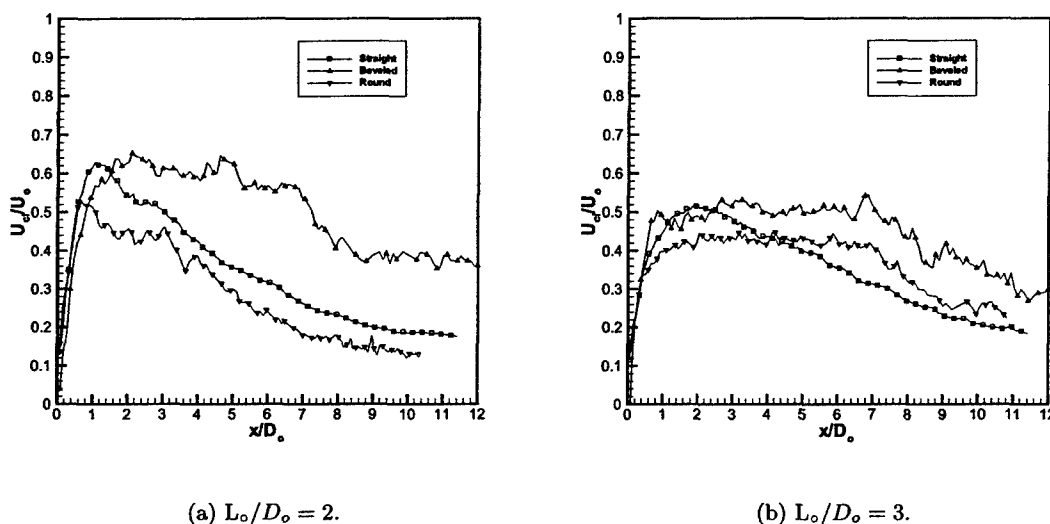 1
0.9
0.8
0.7
0.6
0.5
0.4
0.3
0.2
0.1
0
U_cl/U_o
Straight
Beveled
Round
0 1 2 3 4 5 6 7 8 9 10 11 12
x/D_o
(a) L_o/D_o = 2.
1
0.9
0.8
0.7
0.6
0.5
0.4
0.3
0.2
0.1
0
U_cl/U_o
Straight
Beveled
Round
0 1 2 3 4 5 6 7 8 9 10 11 12
x/D_o
(b) L_o/D_o = 3.